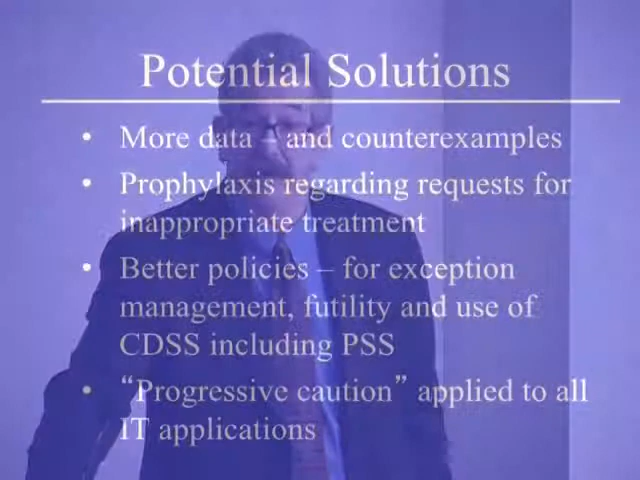 Potential Solutions
• More data – and counterexamples
• Prophylaxis regarding requests for
inappropriate treatment
• Better policies – for exception
management, futility and use of
CDSS including PSS
• “Progressive caution” applied to all
IT applications